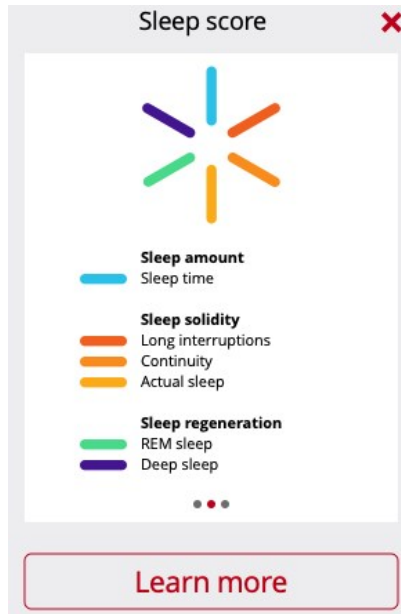 Sleep score
Sleep amount
Sleep time
Sleep solidity
Long interruptions
Continuity
Actual sleep
Sleep regeneration
REM sleep
Deep sleep
Learn more